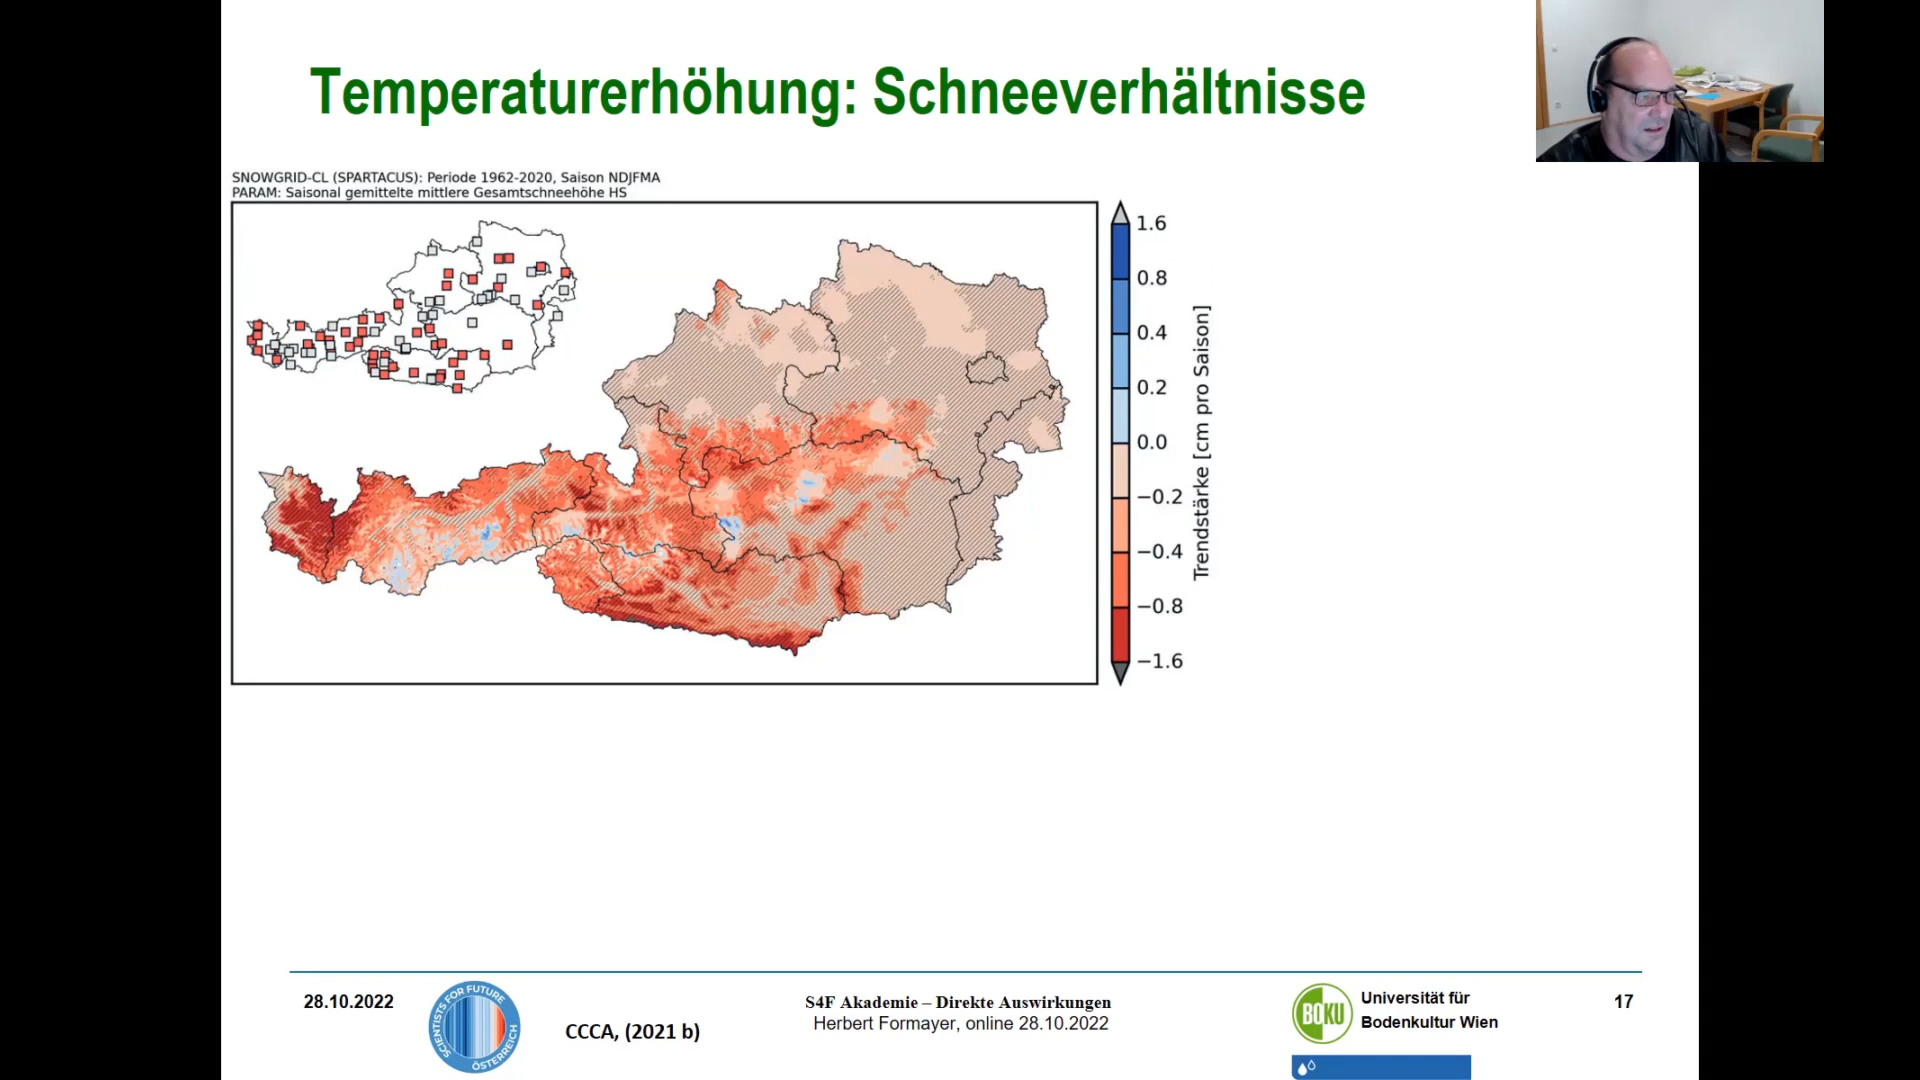 Temperaturerhöhung: Schneeverhältnisse
SNOWGRID-CL (SPARTACUS): Periode 1962-2020, Saison NDJFMA
PARAM: Saisonal gemittelte mittlere Gesamtschneehöhe HS
1.6
0.8
0.4
0.2
0.0
−0.2
−0.4
−0.8
−1.6
Trendstärke [cm pro Saison]
28.10.2022
SCIENTISTS FOR FUTURE
ÖSTERREICH
CCCA, (2021 b)
S4F Akademie – Direkte Auswirkungen
Herbert Formayer, online 28.10.2022
BOKU
Universität für
Bodenkultur Wien
17